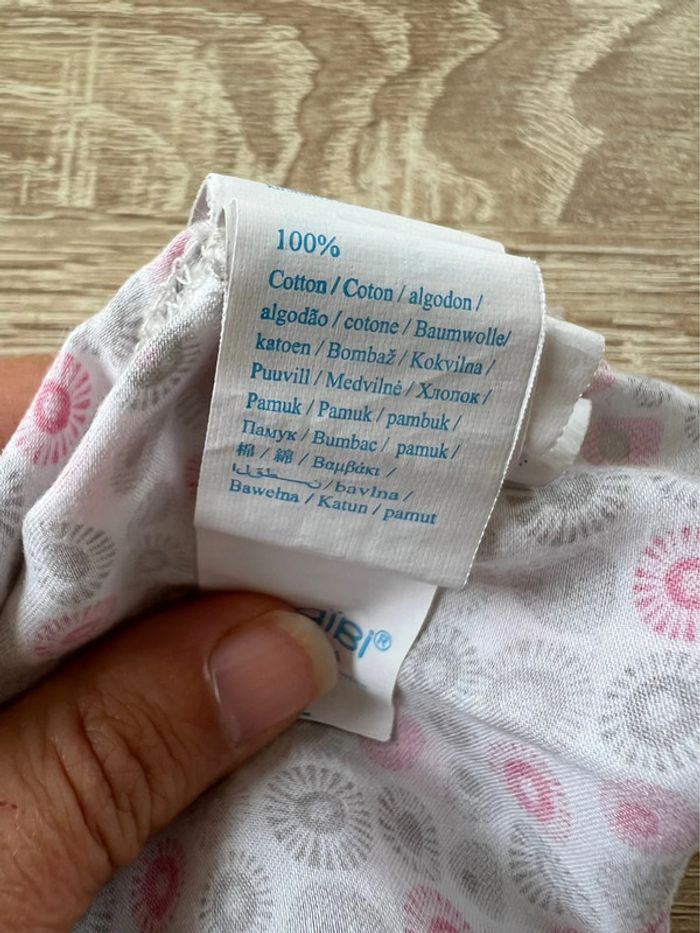 100%
Cotton / Coton / algodon /
algodão / cotone / Baumwolle/
katoen / Bombaž / Kokvilna /
Puuvill / Medvilnė / Хлопок /
Pamuk / Pamuk / pambuk /
Памук / Bumbac / pamuk /
棉 / 綿 / Βαμβάκι /
/ bavlna /
Bawełna / Katun / pamut